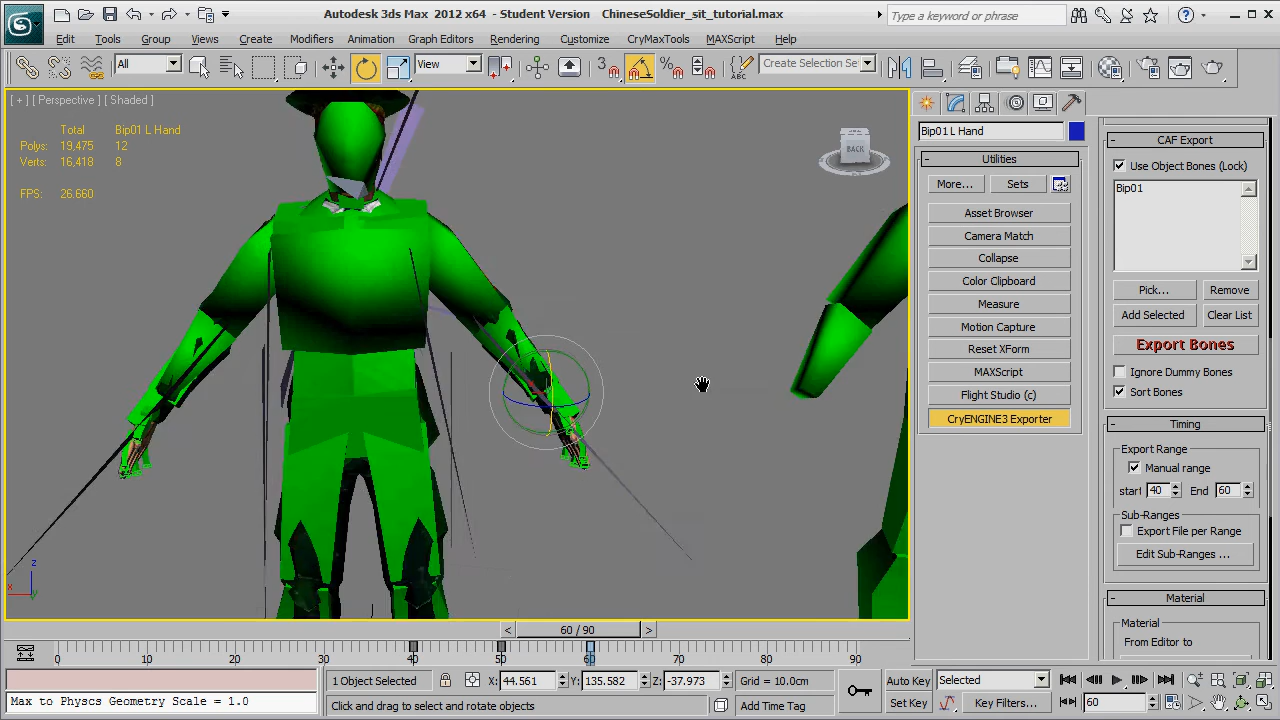 Autodesk 3ds Max 2012 x64 - Student Version ChineseSoldier_sit_tutorial.max
Type a keyword or phrase
Edit Tools Group Views Create Modifiers Animation Graph Editors Rendering Customize CryMaxTools MAXScript Help
All View Create Selection Se
[ + ] [ Perspective ] [ Shaded ]
Total Bip01 L Hand
Polys: 19,475 12
Verts: 16,418 8
FPS: 26.660
BACK
Bip01 L Hand
- Utilities
More... Sets
Asset Browser
Camera Match
Collapse
Color Clipboard
Measure
Motion Capture
Reset XForm
MAXScript
Flight Studio (c)
CryENGINE3 Exporter
- CAF Export
Use Object Bones (Lock)
Bip01
Pick... Remove
Add Selected Clear List
Export Bones
Ignore Dummy Bones
Sort Bones
- Timing
Export Range
Manual range
start 40 End 60
Sub-Ranges
Export File per Range
Edit Sub-Ranges ...
- Material
Material
From Editor to
x y z
< 60 / 90 >
0 10 20 30 40 50 60 70 80 90
1 Object Selected X: 44.561 Y: 135.582 Z: -37.973 Grid = 10.0cm Auto Key Selected
Max to Physics Geometry Scale = 1.0 Click and drag to select and rotate objects Add Time Tag Set Key Key Filters... 60